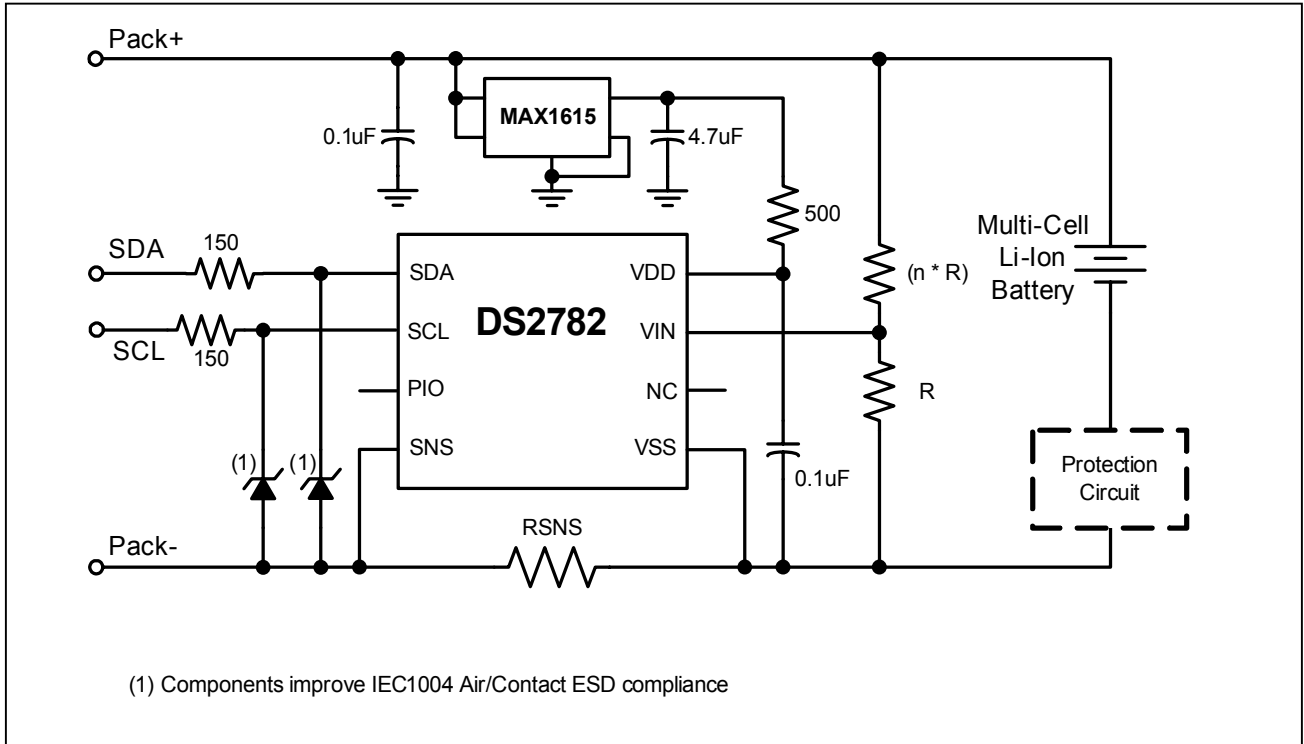 Pack+
MAX1615
0.1uF
4.7uF
500
SDA
150
SCL
150
DS2782
SDA
SCL
PIO
SNS
VDD
VIN
NC
VSS
(n * R)
R
Multi-Cell
Li-Ion
Battery
(1)
(1)
0.1uF
Protection
Circuit
RSNS
Pack-
(1) Components improve IEC1004 Air/Contact ESD compliance